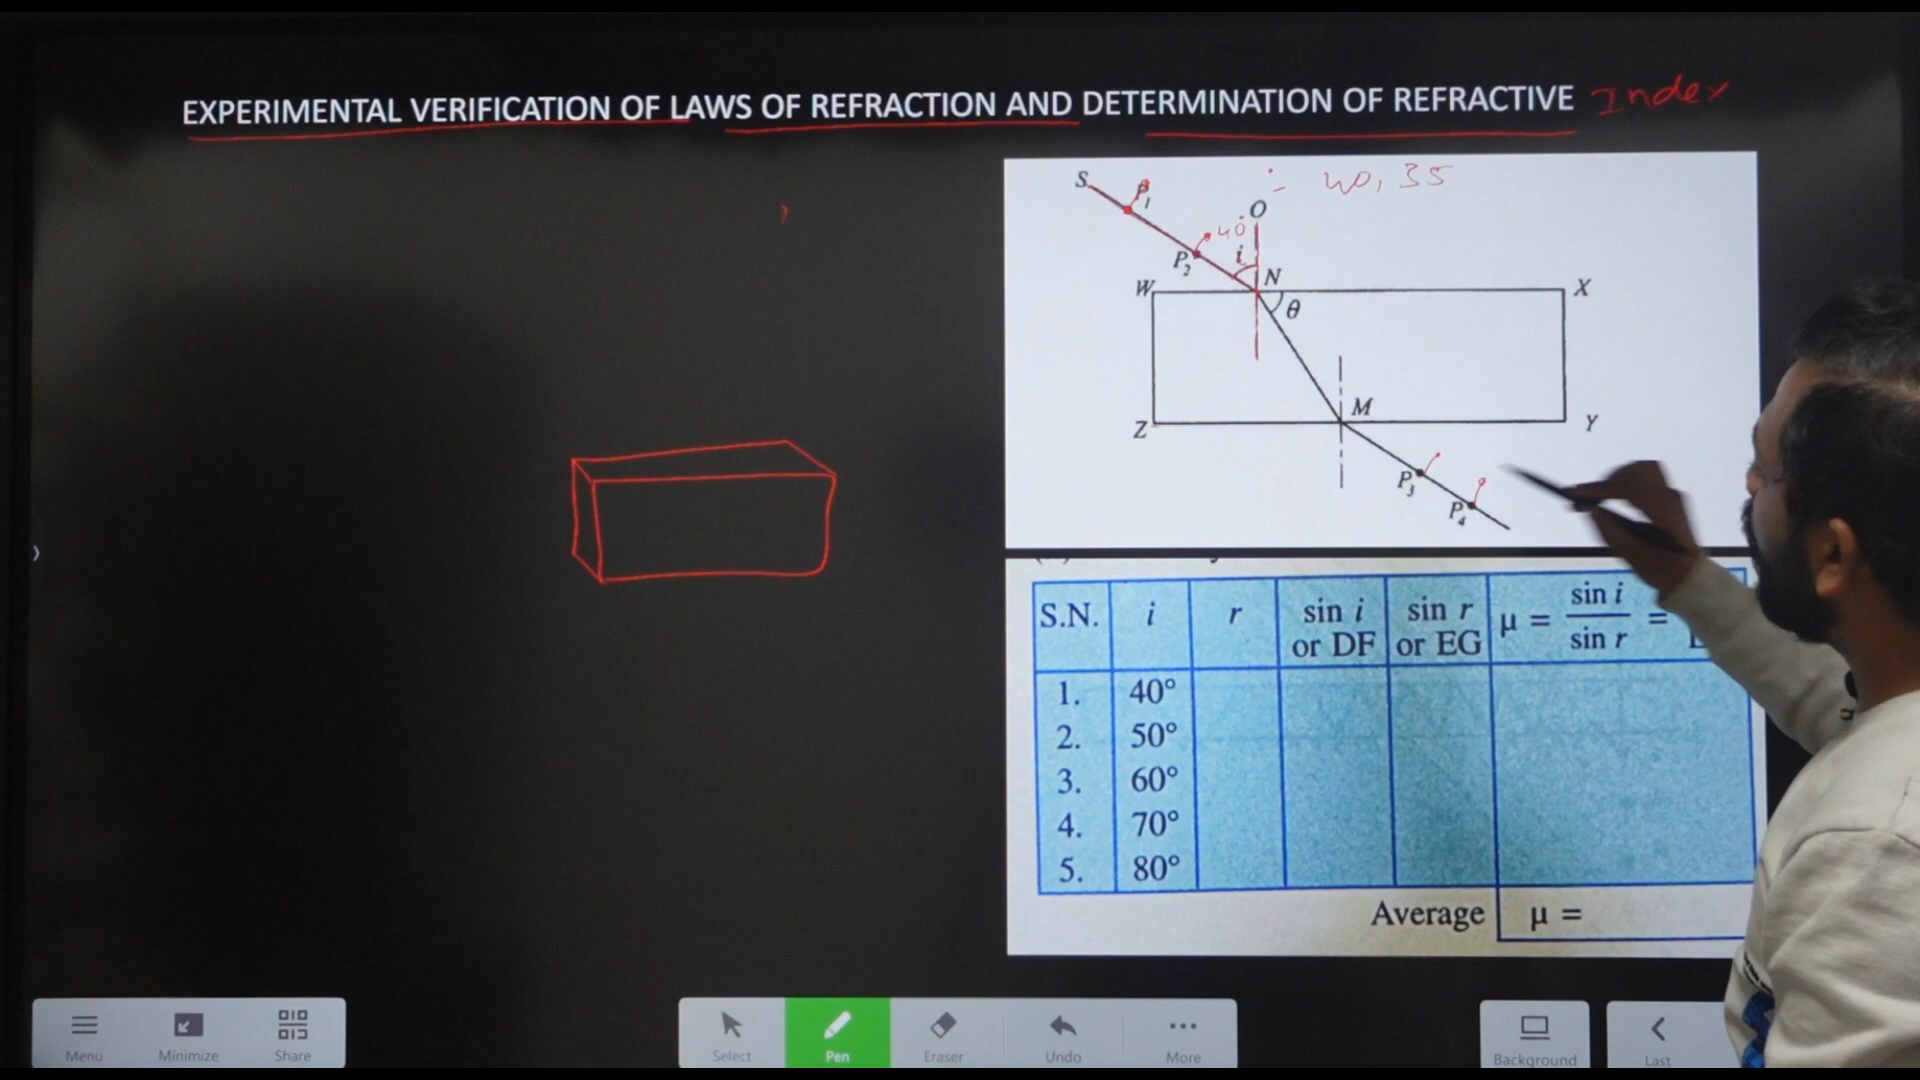 EXPERIMENTAL VERIFICATION OF LAWS OF REFRACTION AND DETERMINATION OF REFRACTIVE Index
S P1 40, 35
O
40
P2 i N
W X
θ
M
Z Y
P3
P4
S.N. i r sin i or DF sin r or EG μ = sin i / sin r =
1. 40°
2. 50°
3. 60°
4. 70°
5. 80°
Average μ =
Menu Minimize Share Select Pen Eraser Undo More Background Last